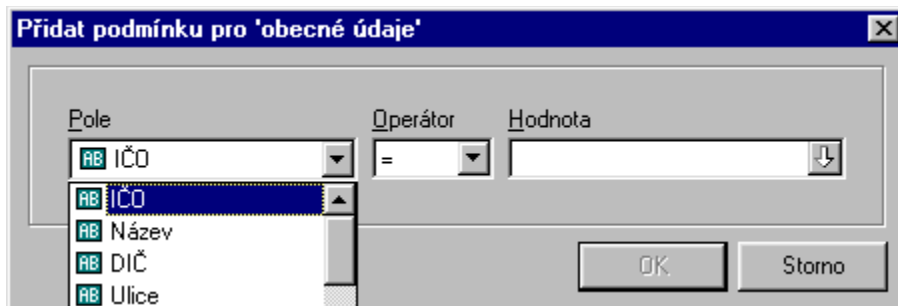 Přidat podmínku pro 'obecné údaje'
Pole Operátor Hodnota
AB IČO =
AB IČO
AB Název
AB DIČ
AB Ulice
OK Storno